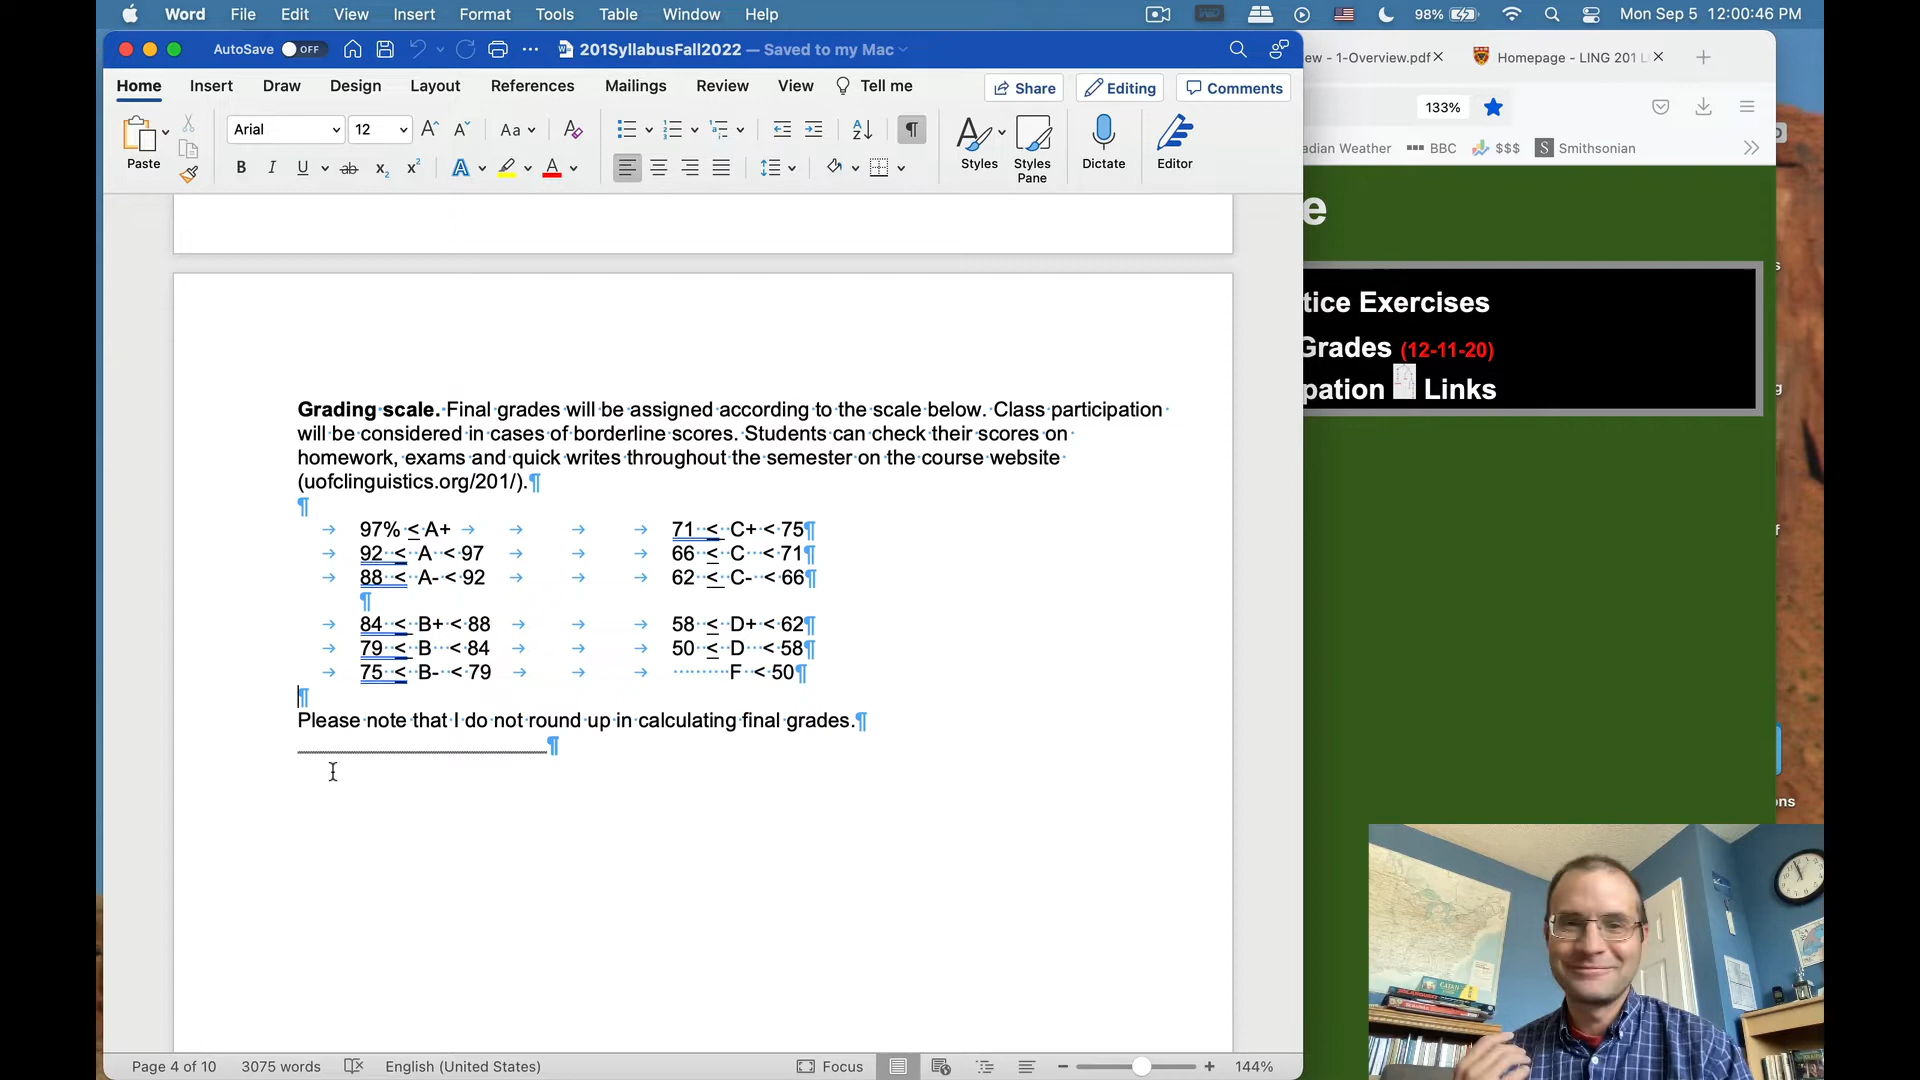 Word File Edit View Insert Format Tools Table Window Help 98% Mon Sep 5 12:00:46 PM
AutoSave OFF 201SyllabusFall2022 — Saved to my Mac
ew - 1-Overview.pdf Homepage - LING 201 L
Home Insert Draw Design Layout References Mailings Review View Tell me Share Editing Comments
133%
Arial 12 Aa
Paste Styles Styles Pane Dictate Editor
adian Weather BBC $$$ Smithsonian
e
tice Exercises
Grades (12-11-20)
pation Links
Grading scale. Final grades will be assigned according to the scale below. Class participation
will be considered in cases of borderline scores. Students can check their scores on
homework, exams and quick writes throughout the semester on the course website
(uofclinguistics.org/201/).¶
¶
→ 97% ≤ A+ → → → 71 ≤ C+ < 75¶
→ 92 ≤ A < 97 → → → 66 ≤ C < 71¶
→ 88 ≤ A- < 92 → → → 62 ≤ C- < 66¶
¶
→ 84 ≤ B+ < 88 → → → 58 ≤ D+ < 62¶
→ 79 ≤ B < 84 → → → 50 ≤ D < 58¶
→ 75 ≤ B- < 79 → → → F < 50¶
¶
Please note that I do not round up in calculating final grades.¶
¶
ons
CATAN
Page 4 of 10 3075 words English (United States) Focus 144%